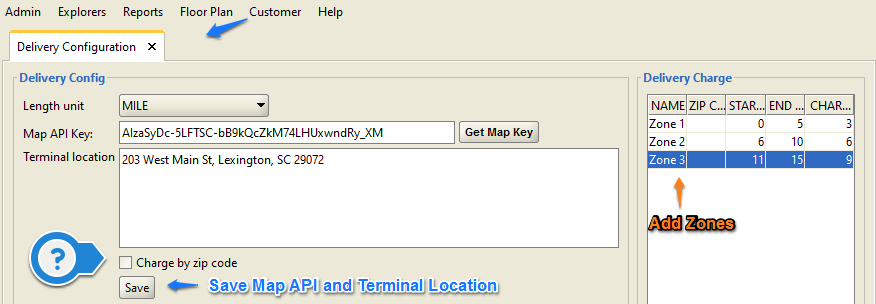 Admin Explorers Reports Floor Plan Customer Help
Delivery Configuration ×
Delivery Config
Length unit MILE
Map API Key: AIzaSyDc-5LFTSC-bB9kQcZkM74LHUxwndRy_XM Get Map Key
Terminal location 203 West Main St, Lexington, SC 29072
?
Charge by zip code
Save Save Map API and Terminal Location
Delivery Charge
NAME ZIP C... STAR... END ... CHAR...
Zone 1 0 5 3
Zone 2 6 10 6
Zone 3 11 15 9
Add Zones